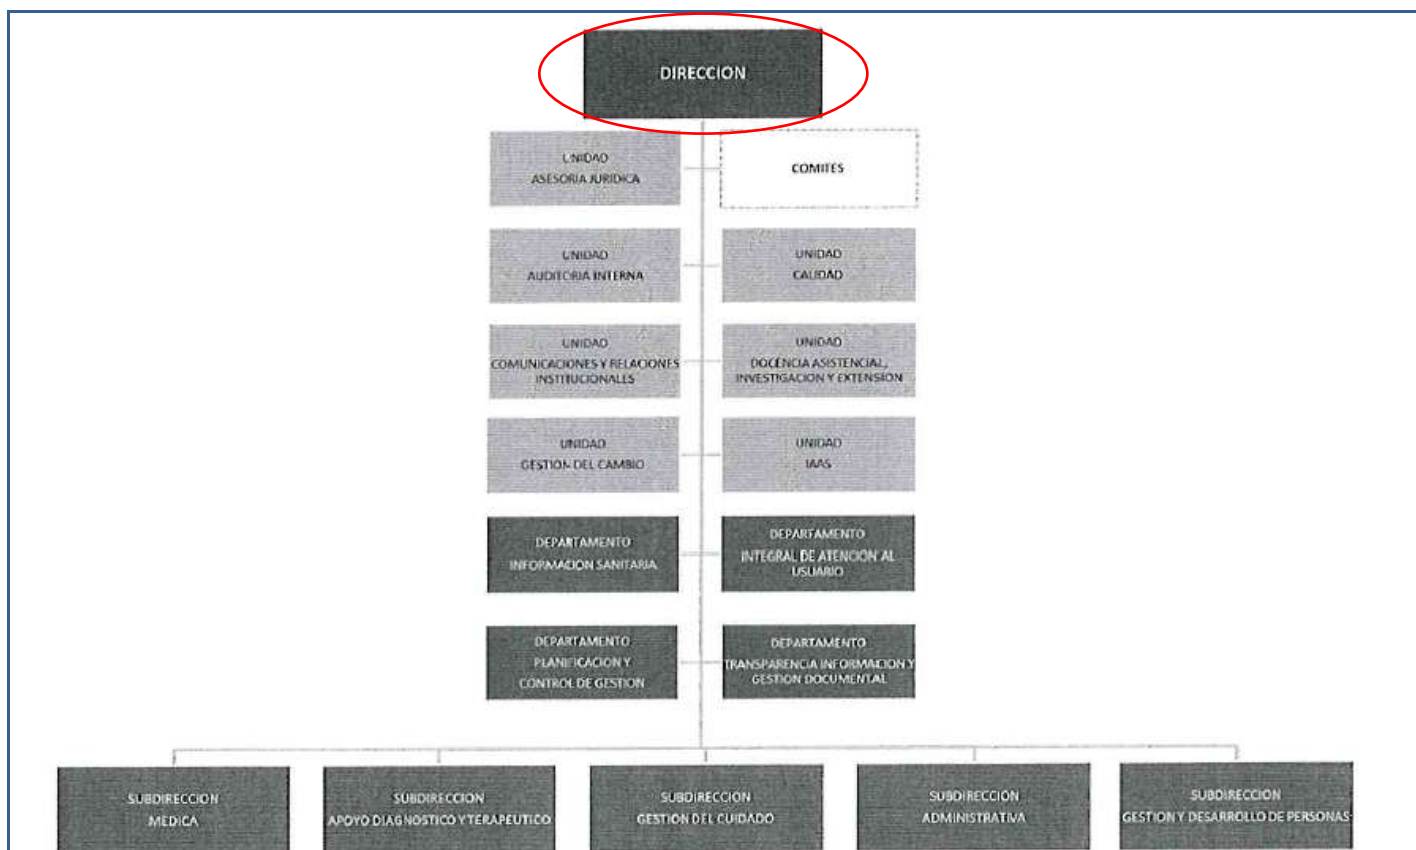 DIRECCION
UNIDAD
ASESORIA JURIDICA
COMITES
UNIDAD
AUDITORIA INTERNA
UNIDAD
CALIDAD
UNIDAD
COMUNICACIONES Y RELACIONES
INSTITUCIONALES
UNIDAD
DOCENCIA ASISTENCIAL,
INVESTIGACION Y EXTENSION
UNIDAD
GESTION DEL CAMBIO
UNIDAD
IAAS
DEPARTAMENTO
INFORMACION SANITARIA
DEPARTAMENTO
INTEGRAL DE ATENCION AL
USUARIO
DEPARTAMENTO
PLANIFICACION Y
CONTROL DE GESTION
DEPARTAMENTO
TRANSPARENCIA INFORMACION Y
GESTION DOCUMENTAL
SUBDIRECCION
MEDICA
SUBDIRECCION
APOYO DIAGNOSTICO Y TERAPEUTICO
SUBDIRECCION
GESTION DEL CUIDADO
SUBDIRECCION
ADMINISTRATIVA
SUBDIRECCION
GESTION Y DESARROLLO DE PERSONAS